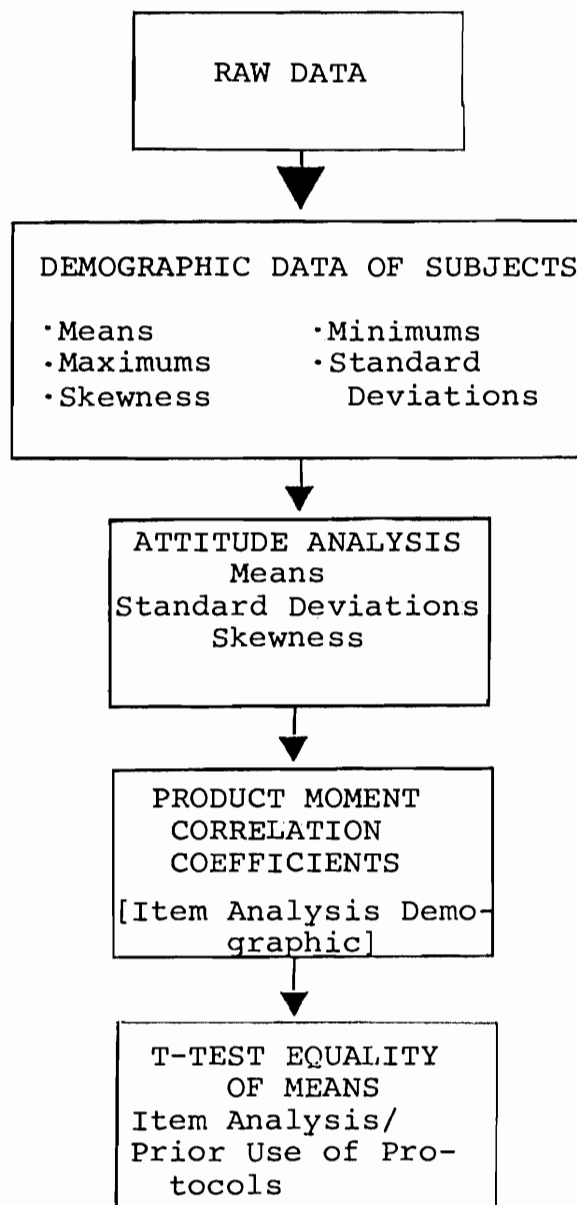 RAW DATA
DEMOGRAPHIC DATA OF SUBJECTS
·Means ·Minimums
·Maximums ·Standard
·Skewness Deviations
ATTITUDE ANALYSIS
Means
Standard Deviations
Skewness
PRODUCT MOMENT
CORRELATION
COEFFICIENTS
[Item Analysis Demo-
graphic]
T-TEST EQUALITY
OF MEANS
Item Analysis/
Prior Use of Pro-
tocols